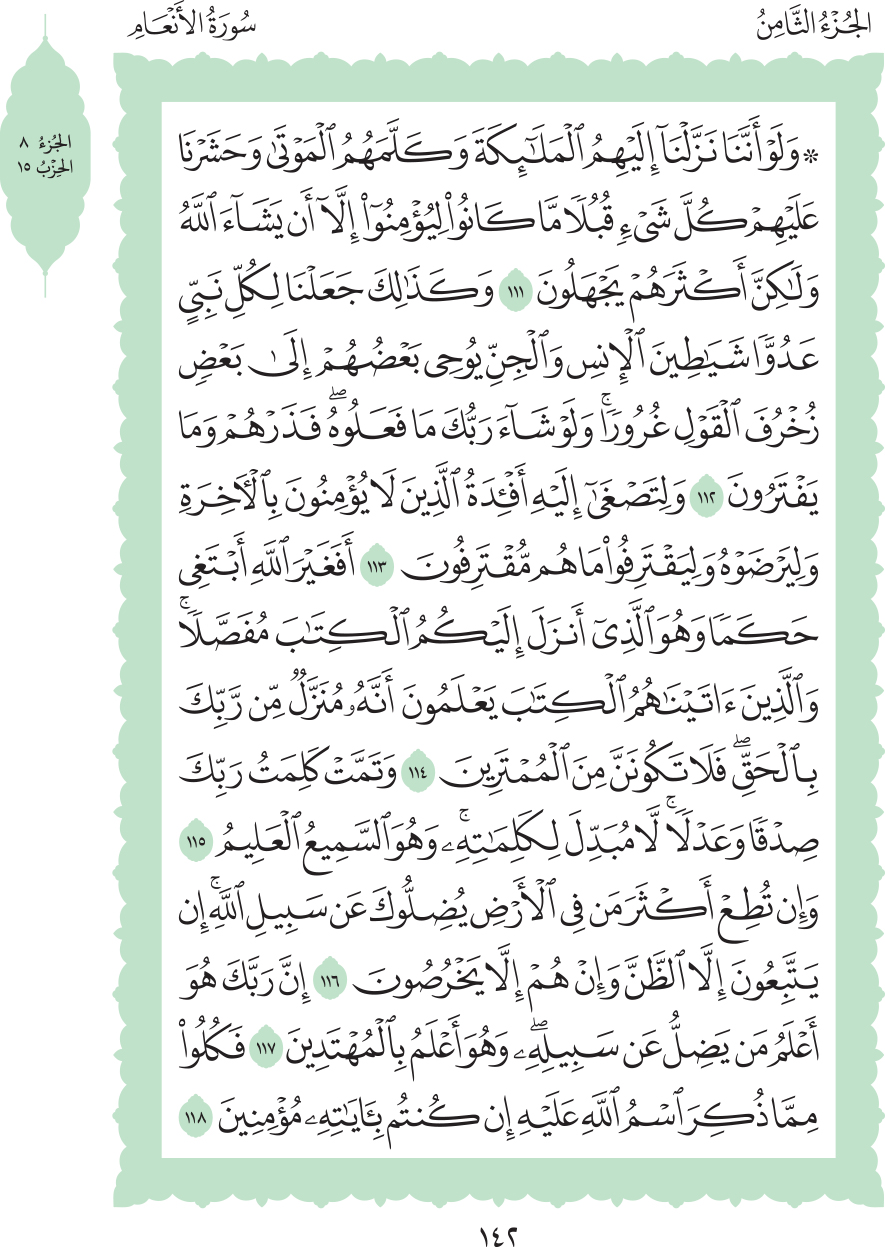 الجُزْءُ الثَّامِنُ
سُورَةُ الأَنْعَامِ
الجُزءُ ٨
الحِزْبُ ١٥
۞ وَلَوْ أَنَّنَا نَزَّلْنَآ إِلَيْهِمُ ٱلْمَلَٰٓئِكَةَ وَكَلَّمَهُمُ ٱلْمَوْتَىٰ وَحَشَرْنَا
عَلَيْهِمْ كُلَّ شَىْءٍ قُبُلًا مَّا كَانُوا۟ لِيُؤْمِنُوٓا۟ إِلَّآ أَن يَشَآءَ ٱللَّهُ
وَلَٰكِنَّ أَكْثَرَهُمْ يَجْهَلُونَ ١١١ وَكَذَٰلِكَ جَعَلْنَا لِكُلِّ نَبِىٍّ
عَدُوًّا شَيَٰطِينَ ٱلْإِنسِ وَٱلْجِنِّ يُوحِى بَعْضُهُمْ إِلَىٰ بَعْضٍ
زُخْرُفَ ٱلْقَوْلِ غُرُورًا ۚ وَلَوْ شَآءَ رَبُّكَ مَا فَعَلُوهُ ۖ فَذَرْهُمْ وَمَا
يَفْتَرُونَ ١١٢ وَلِتَصْغَىٰٓ إِلَيْهِ أَفْـِٔدَةُ ٱلَّذِينَ لَا يُؤْمِنُونَ بِٱلْـَٔاخِرَةِ
وَلِيَرْضَوْهُ وَلِيَقْتَرِفُوا۟ مَا هُم مُّقْتَرِفُونَ ١١٣ أَفَغَيْرَ ٱللَّهِ أَبْتَغِى
حَكَمًا وَهُوَ ٱلَّذِىٓ أَنزَلَ إِلَيْكُمُ ٱلْكِتَٰبَ مُفَصَّلًا ۚ
وَٱلَّذِينَ ءَاتَيْنَٰهُمُ ٱلْكِتَٰبَ يَعْلَمُونَ أَنَّهُۥ مُنَزَّلٌ مِّن رَّبِّكَ
بِٱلْحَقِّ ۖ فَلَا تَكُونَنَّ مِنَ ٱلْمُمْتَرِينَ ١١٤ وَتَمَّتْ كَلِمَتُ رَبِّكَ
صِدْقًا وَعَدْلًا ۚ لَّا مُبَدِّلَ لِكَلِمَٰتِهِۦ ۚ وَهُوَ ٱلسَّمِيعُ ٱلْعَلِيمُ ١١٥
وَإِن تُطِعْ أَكْثَرَ مَن فِى ٱلْأَرْضِ يُضِلُّوكَ عَن سَبِيلِ ٱللَّهِ ۚ إِن
يَتَّبِعُونَ إِلَّا ٱلظَّنَّ وَإِنْ هُمْ إِلَّا يَخْرُصُونَ ١١٦ إِنَّ رَبَّكَ هُوَ
أَعْلَمُ مَن يَضِلُّ عَن سَبِيلِهِۦ ۖ وَهُوَ أَعْلَمُ بِٱلْمُهْتَدِينَ ١١٧ فَكُلُوا۟
مِمَّا ذُكِرَ ٱسْمُ ٱللَّهِ عَلَيْهِ إِن كُنتُم بِـَٔايَٰتِهِۦ مُؤْمِنِينَ ١١٨
١٤٢